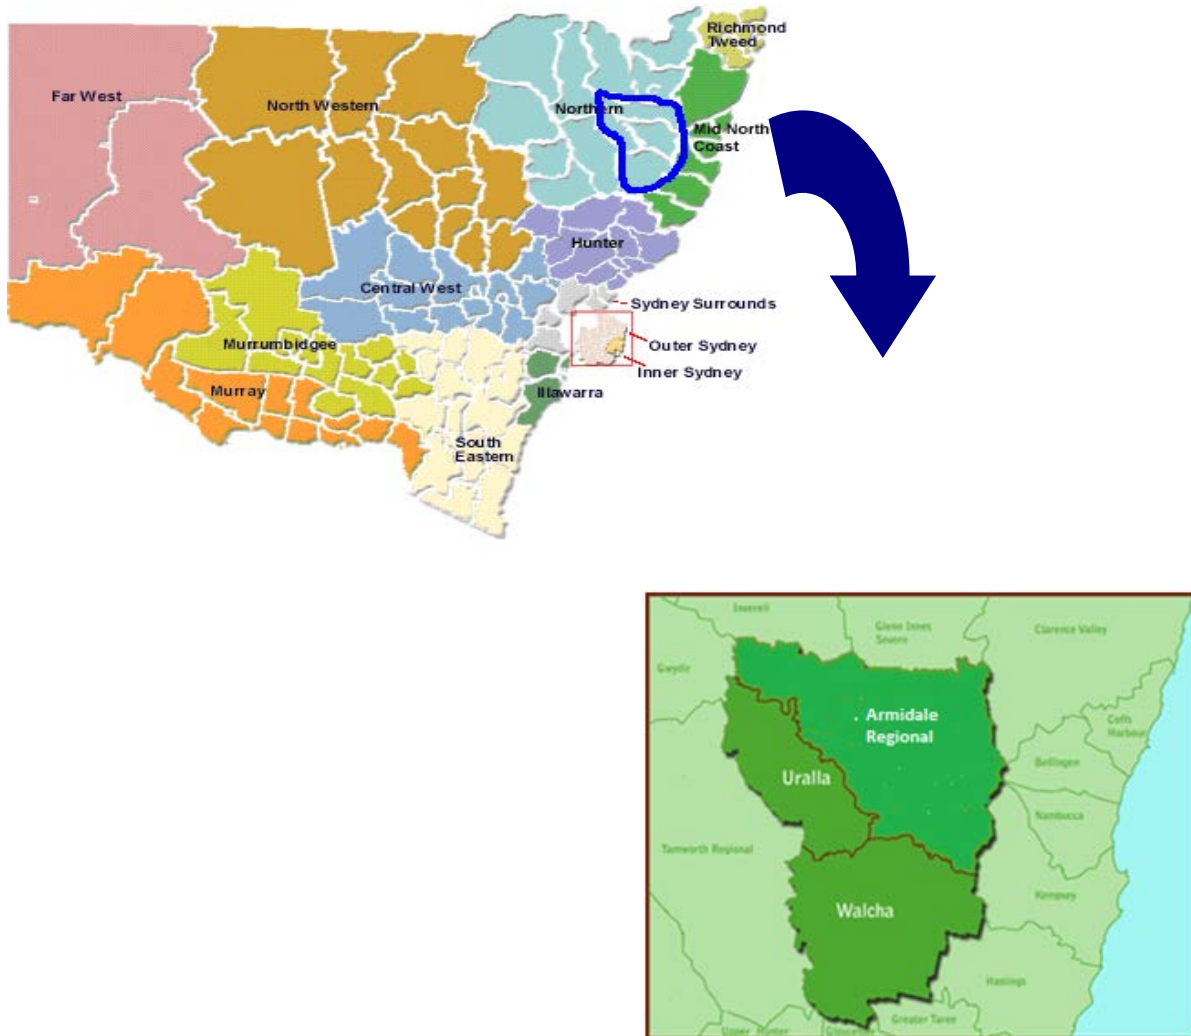 Richmond
Tweed
Far West
North Western
Northern
Mid North
Coast
Hunter
Central West
Sydney Surrounds
Murrumbidgee
Outer Sydney
Inner Sydney
Murray
Illawarra
South
Eastern
Inverell
Glenn Innes
Severn
Clarence Valley
Gwydir
. Armidale
Regional
Coffs
Harbour
Bellingen
Uralla
Nambucca
Tamworth Regional
Kempsey
Walcha
Hastings
Greater Taree
Upper Hunter
Gloucester